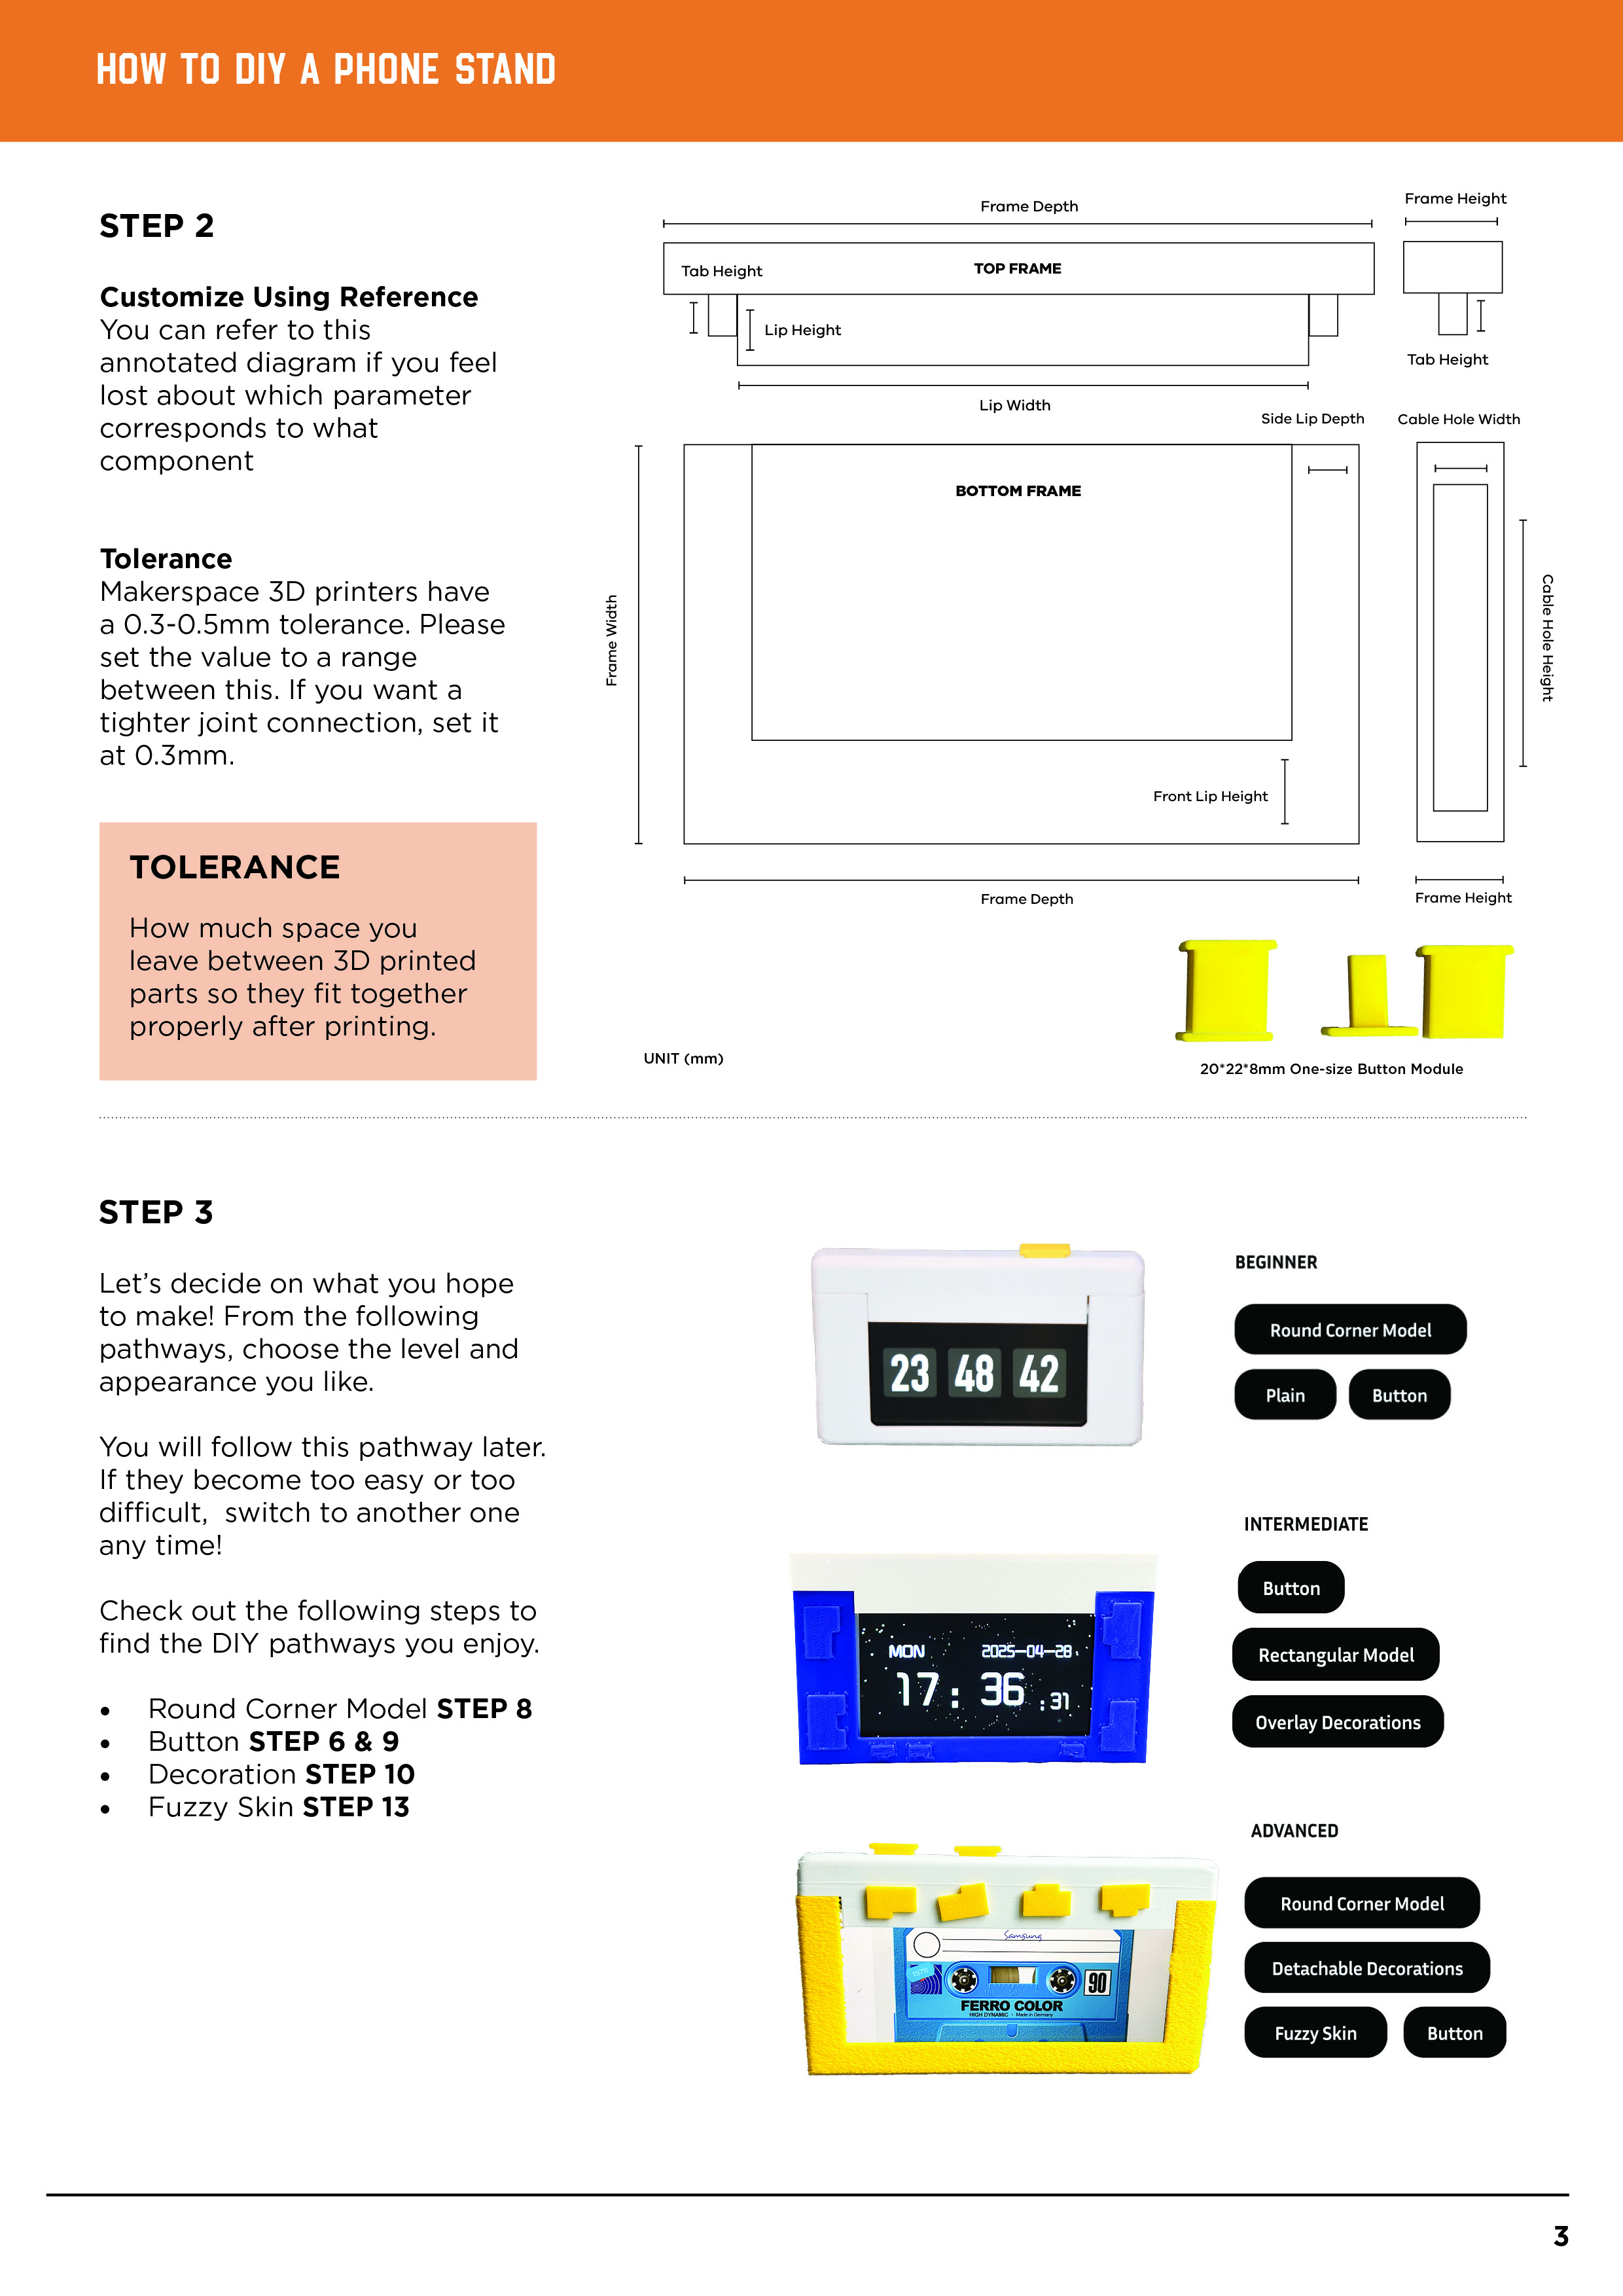 HOW TO DIY A PHONE STAND
STEP 2
Customize Using Reference
You can refer to this
annotated diagram if you feel
lost about which parameter
corresponds to what
component
Tolerance
Makerspace 3D printers have
a 0.3-0.5mm tolerance. Please
set the value to a range
between this. If you want a
tighter joint connection, set it
at 0.3mm.
TOLERANCE
How much space you
leave between 3D printed
parts so they fit together
properly after printing.
Frame Depth
Frame Height
Tab Height
TOP FRAME
Lip Height
Tab Height
Lip Width
Side Lip Depth
Cable Hole Width
BOTTOM FRAME
Frame Width
Cable Hole Height
Front Lip Height
Frame Depth
Frame Height
UNIT (mm)
20*22*8mm One-size Button Module
STEP 3
Let's decide on what you hope
to make! From the following
pathways, choose the level and
appearance you like.
You will follow this pathway later.
If they become too easy or too
difficult,  switch to another one
any time!
Check out the following steps to
find the DIY pathways you enjoy.
• Round Corner Model STEP 8
• Button STEP 6 & 9
• Decoration STEP 10
• Fuzzy Skin STEP 13
23 48 42
BEGINNER
Round Corner Model
Plain Button
MON 2025-04-28
17: 36 :31
INTERMEDIATE
Button
Rectangular Model
Overlay Decorations
Samsung
1970
90
FERRO COLOR
HIGH DYNAMIC • Made in Germany
ADVANCED
Round Corner Model
Detachable Decorations
Fuzzy Skin Button
3